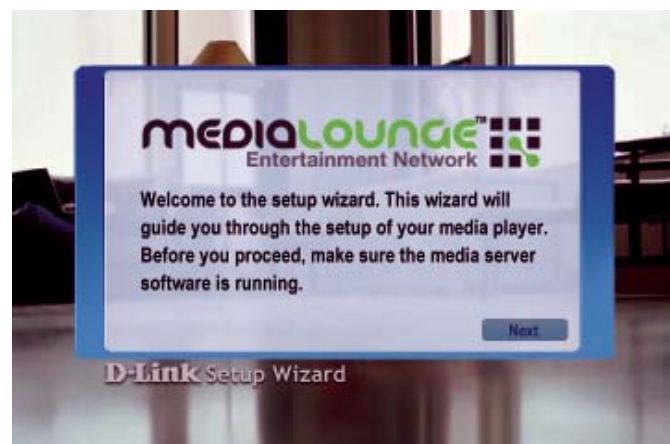 MEDIALOUNGE™
Entertainment Network
Welcome to the setup wizard. This wizard will
guide you through the setup of your media player.
Before you proceed, make sure the media server
software is running.
Next
D-Link Setup Wizard